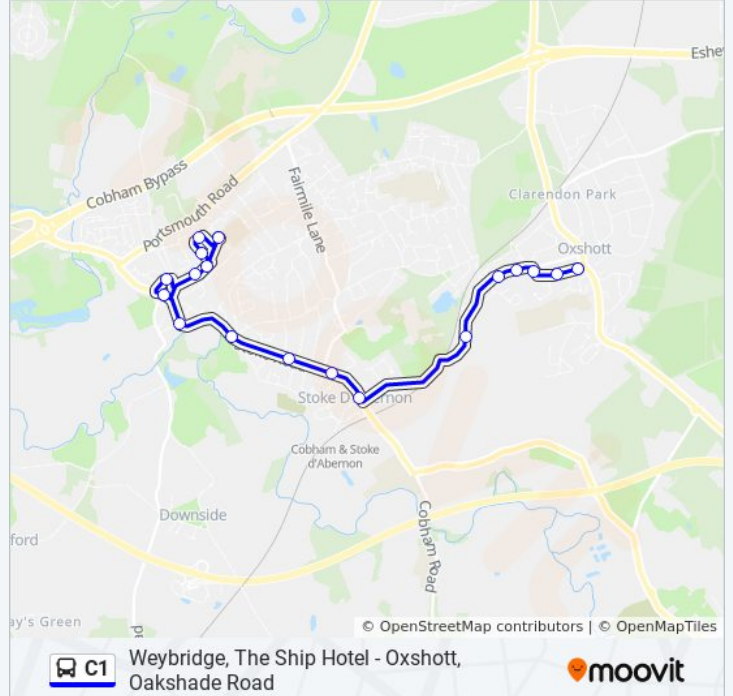 Eshe
Cobham Bypass
Portsmouth Road
Fairmile Lane
Clarendon Park
Oxshott
Stoke D'Abernon
Cobham & Stoke
d'Abernon
Downside
Cobham Road
ford
ay's Green
© OpenStreetMap contributors | © OpenMapTiles
C1
Weybridge, The Ship Hotel - Oxshott,
Oakshade Road
moovit